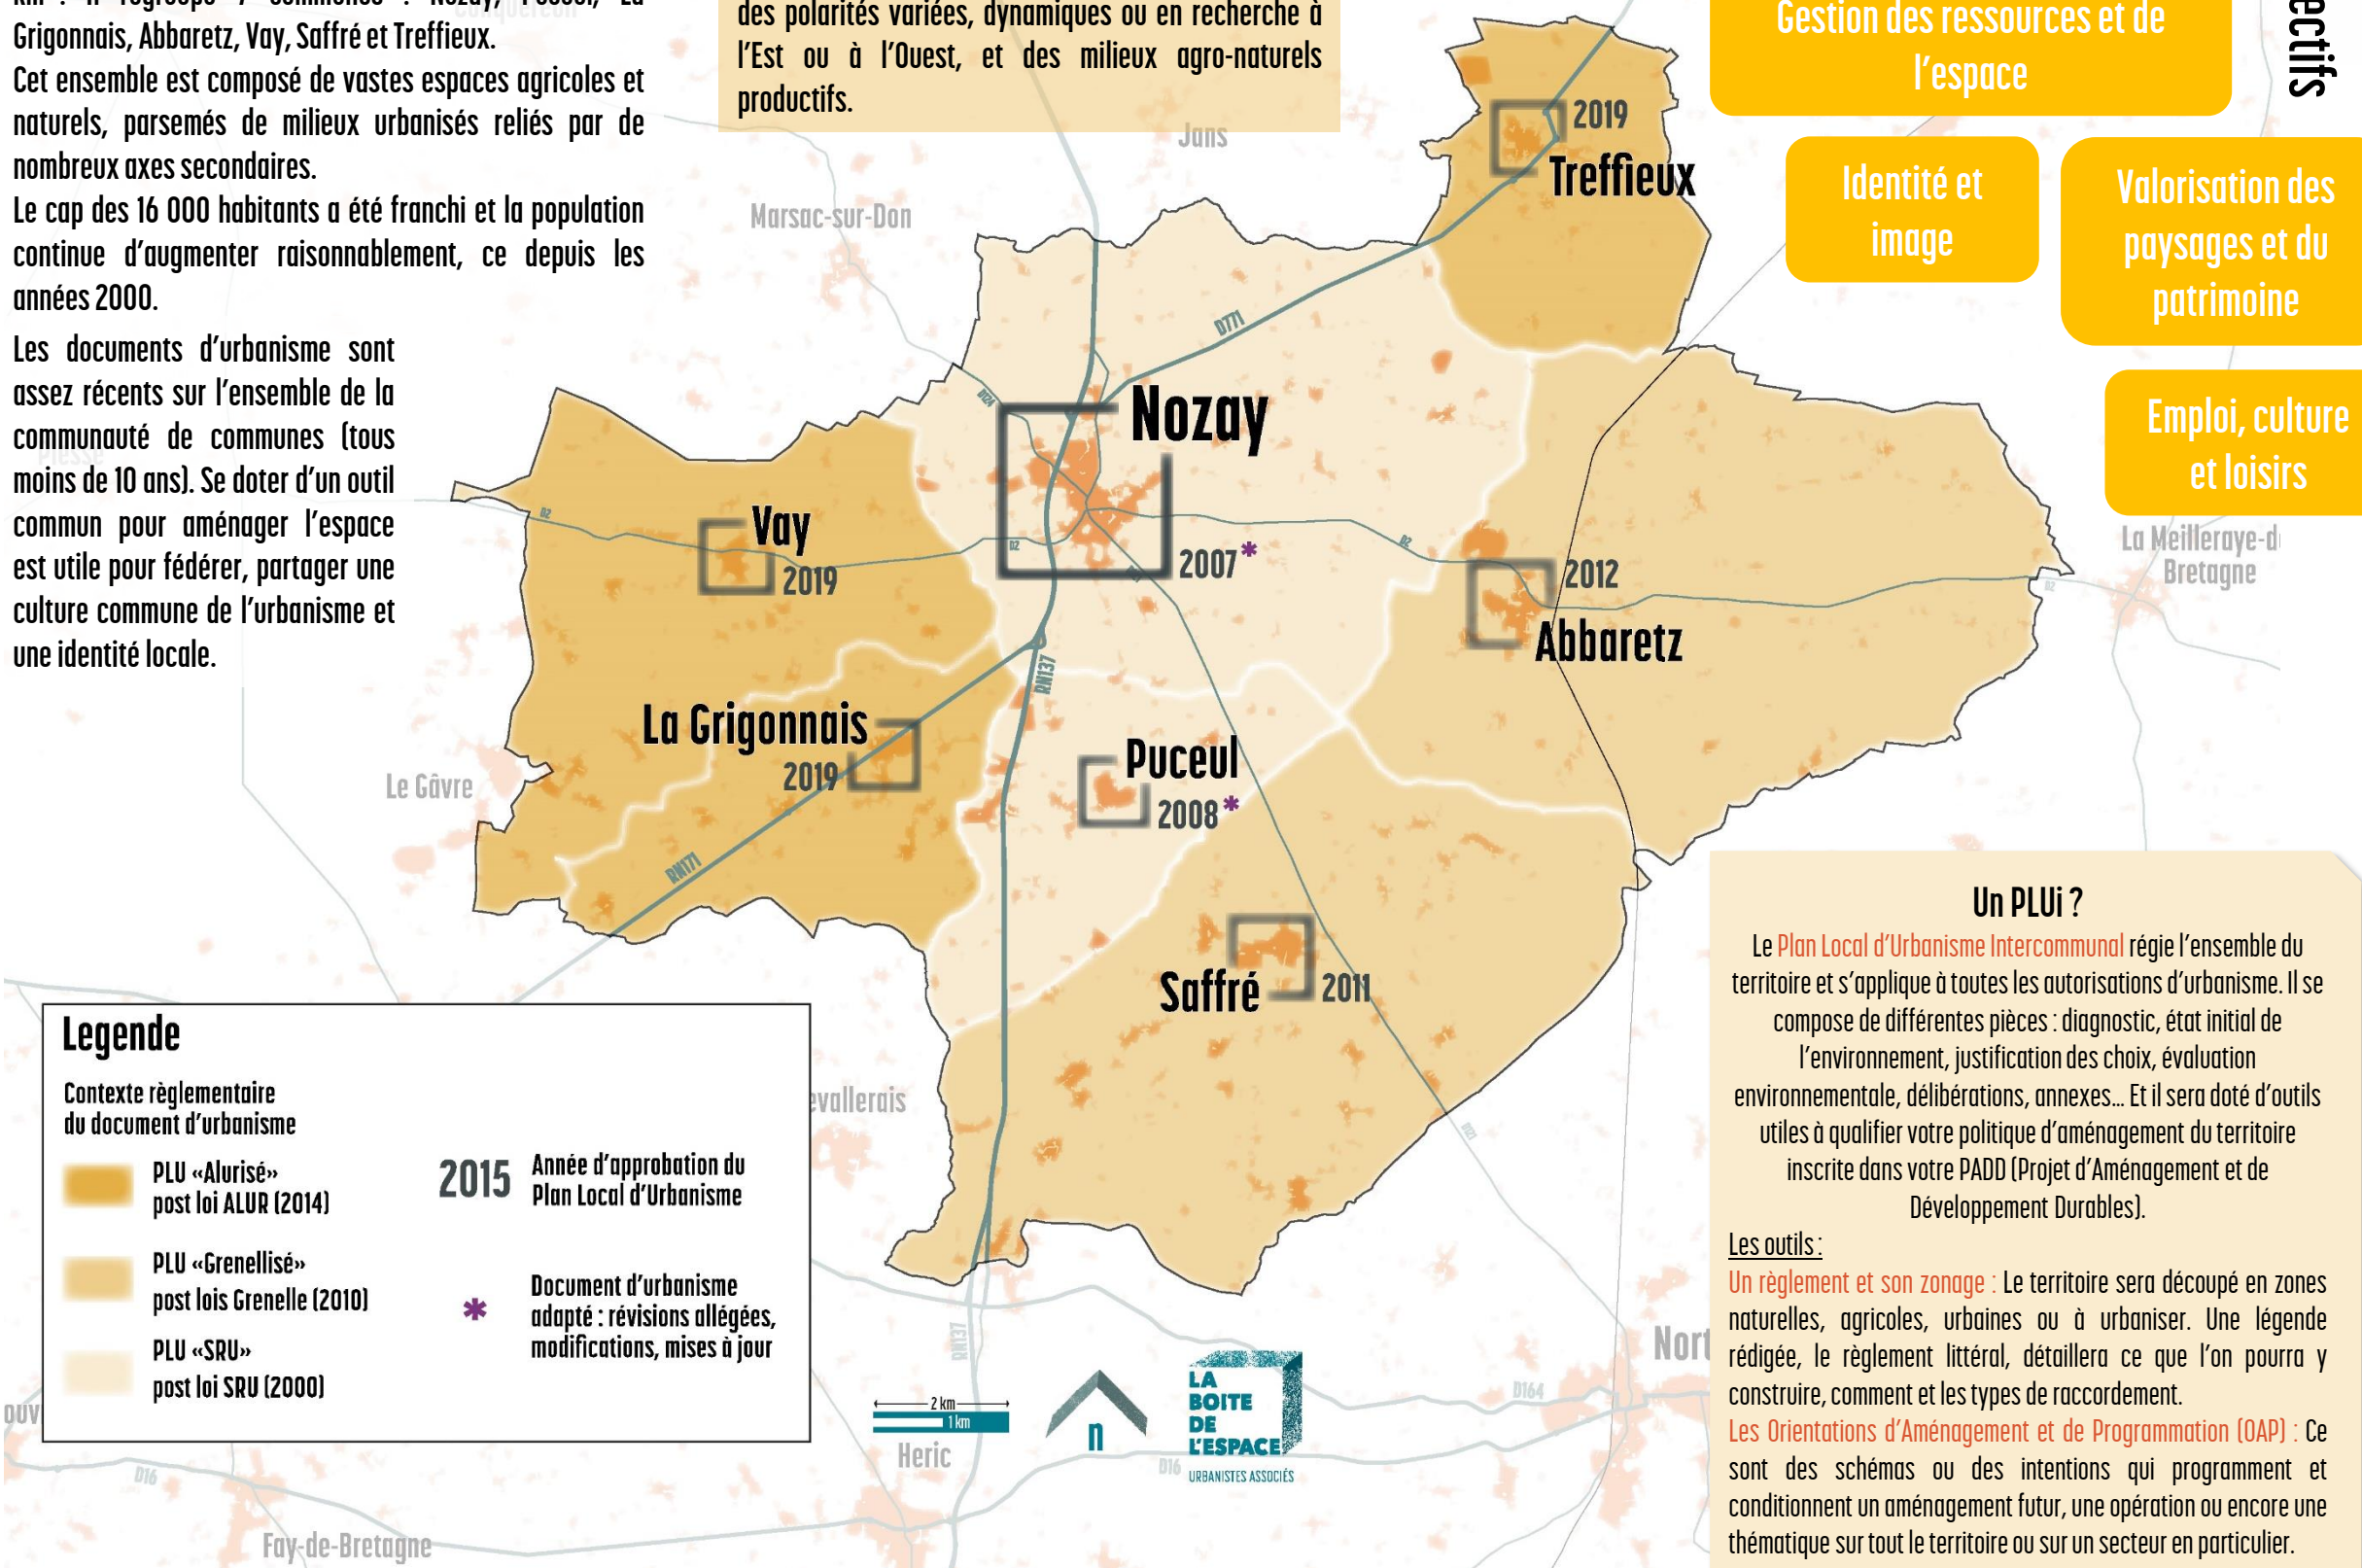 Grigonnais, Abbaretz, Vay, Saffré et Treffieux.
Cet ensemble est composé de vastes espaces agricoles et
naturels, parsemés de milieux urbanisés reliés par de
nombreux axes secondaires.
Le cap des 16 000 habitants a été franchi et la population
continue d'augmenter raisonnablement, ce depuis les
années 2000.
Les documents d'urbanisme sont
assez récents sur l'ensemble de la
communauté de communes (tous
moins de 10 ans). Se doter d'un outil
commun pour aménager l'espace
est utile pour fédérer, partager une
culture commune de l'urbanisme et
une identité locale.
des polarités variées, dynamiques ou en recherche à
l'Est ou à l'Ouest, et des milieux agro-naturels
productifs.
Gestion des ressources et de
l'espace
ectifs
Identité et
image
Valorisation des
paysages et du
patrimoine
Emploi, culture
et loisirs
Jans
Marsac-sur-Don
2019
Treffieux
D771
D124
Nozay
2007*
Vay
2019
D2
D2
D2
D2
2012
Abbaretz
La Meilleraye-d
Bretagne
RN137
La Grigonnais
2019
Puceul
2008*
Le Gâvre
RN171
Saffré
2011
evallerais
D21
RN137
Nort
D164
Heric
D16
D16
Fay-de-Bretagne
ouv
Legende
Contexte règlementaire
du document d'urbanisme
PLU «Alurisé»
post loi ALUR (2014)
PLU «Grenellisé»
post lois Grenelle (2010)
PLU «SRU»
post loi SRU (2000)
2015
Année d'approbation du
Plan Local d'Urbanisme
*
Document d'urbanisme
adapté : révisions allégées,
modifications, mises à jour
2 km
1 km
n
LA
BOITE
DE
L'ESPACE
URBANISTES ASSOCIÉS
Un PLUi ?
Le Plan Local d'Urbanisme Intercommunal régie l'ensemble du
territoire et s'applique à toutes les autorisations d'urbanisme. Il se
compose de différentes pièces : diagnostic, état initial de
l'environnement, justification des choix, évaluation
environnementale, délibérations, annexes... Et il sera doté d'outils
utiles à qualifier votre politique d'aménagement du territoire
inscrite dans votre PADD (Projet d'Aménagement et de
Développement Durables).
Les outils :
Un règlement et son zonage : Le territoire sera découpé en zones
naturelles, agricoles, urbaines ou à urbaniser. Une légende
rédigée, le règlement littéral, détaillera ce que l'on pourra y
construire, comment et les types de raccordement.
Les Orientations d'Aménagement et de Programmation (OAP) : Ce
sont des schémas ou des intentions qui programment et
conditionnent un aménagement futur, une opération ou encore une
thématique sur tout le territoire ou sur un secteur en particulier.